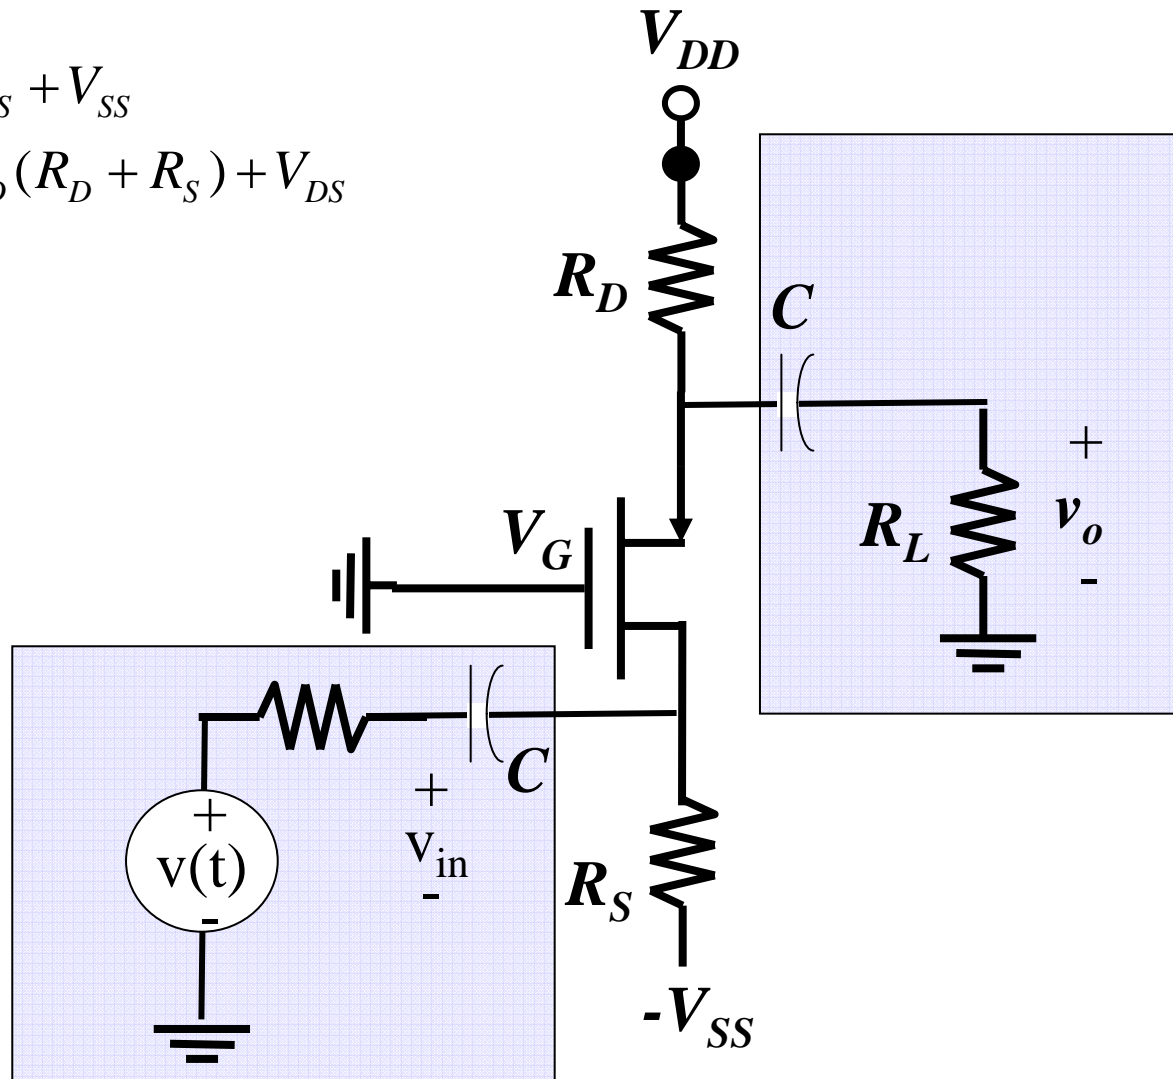 V_DD
S + V_SS
D (R_D + R_S) + V_DS
R_D
C
+
V_G
R_L
v_o
-
C
+
+
v(t)
v_in
-
-
R_S
-V_SS